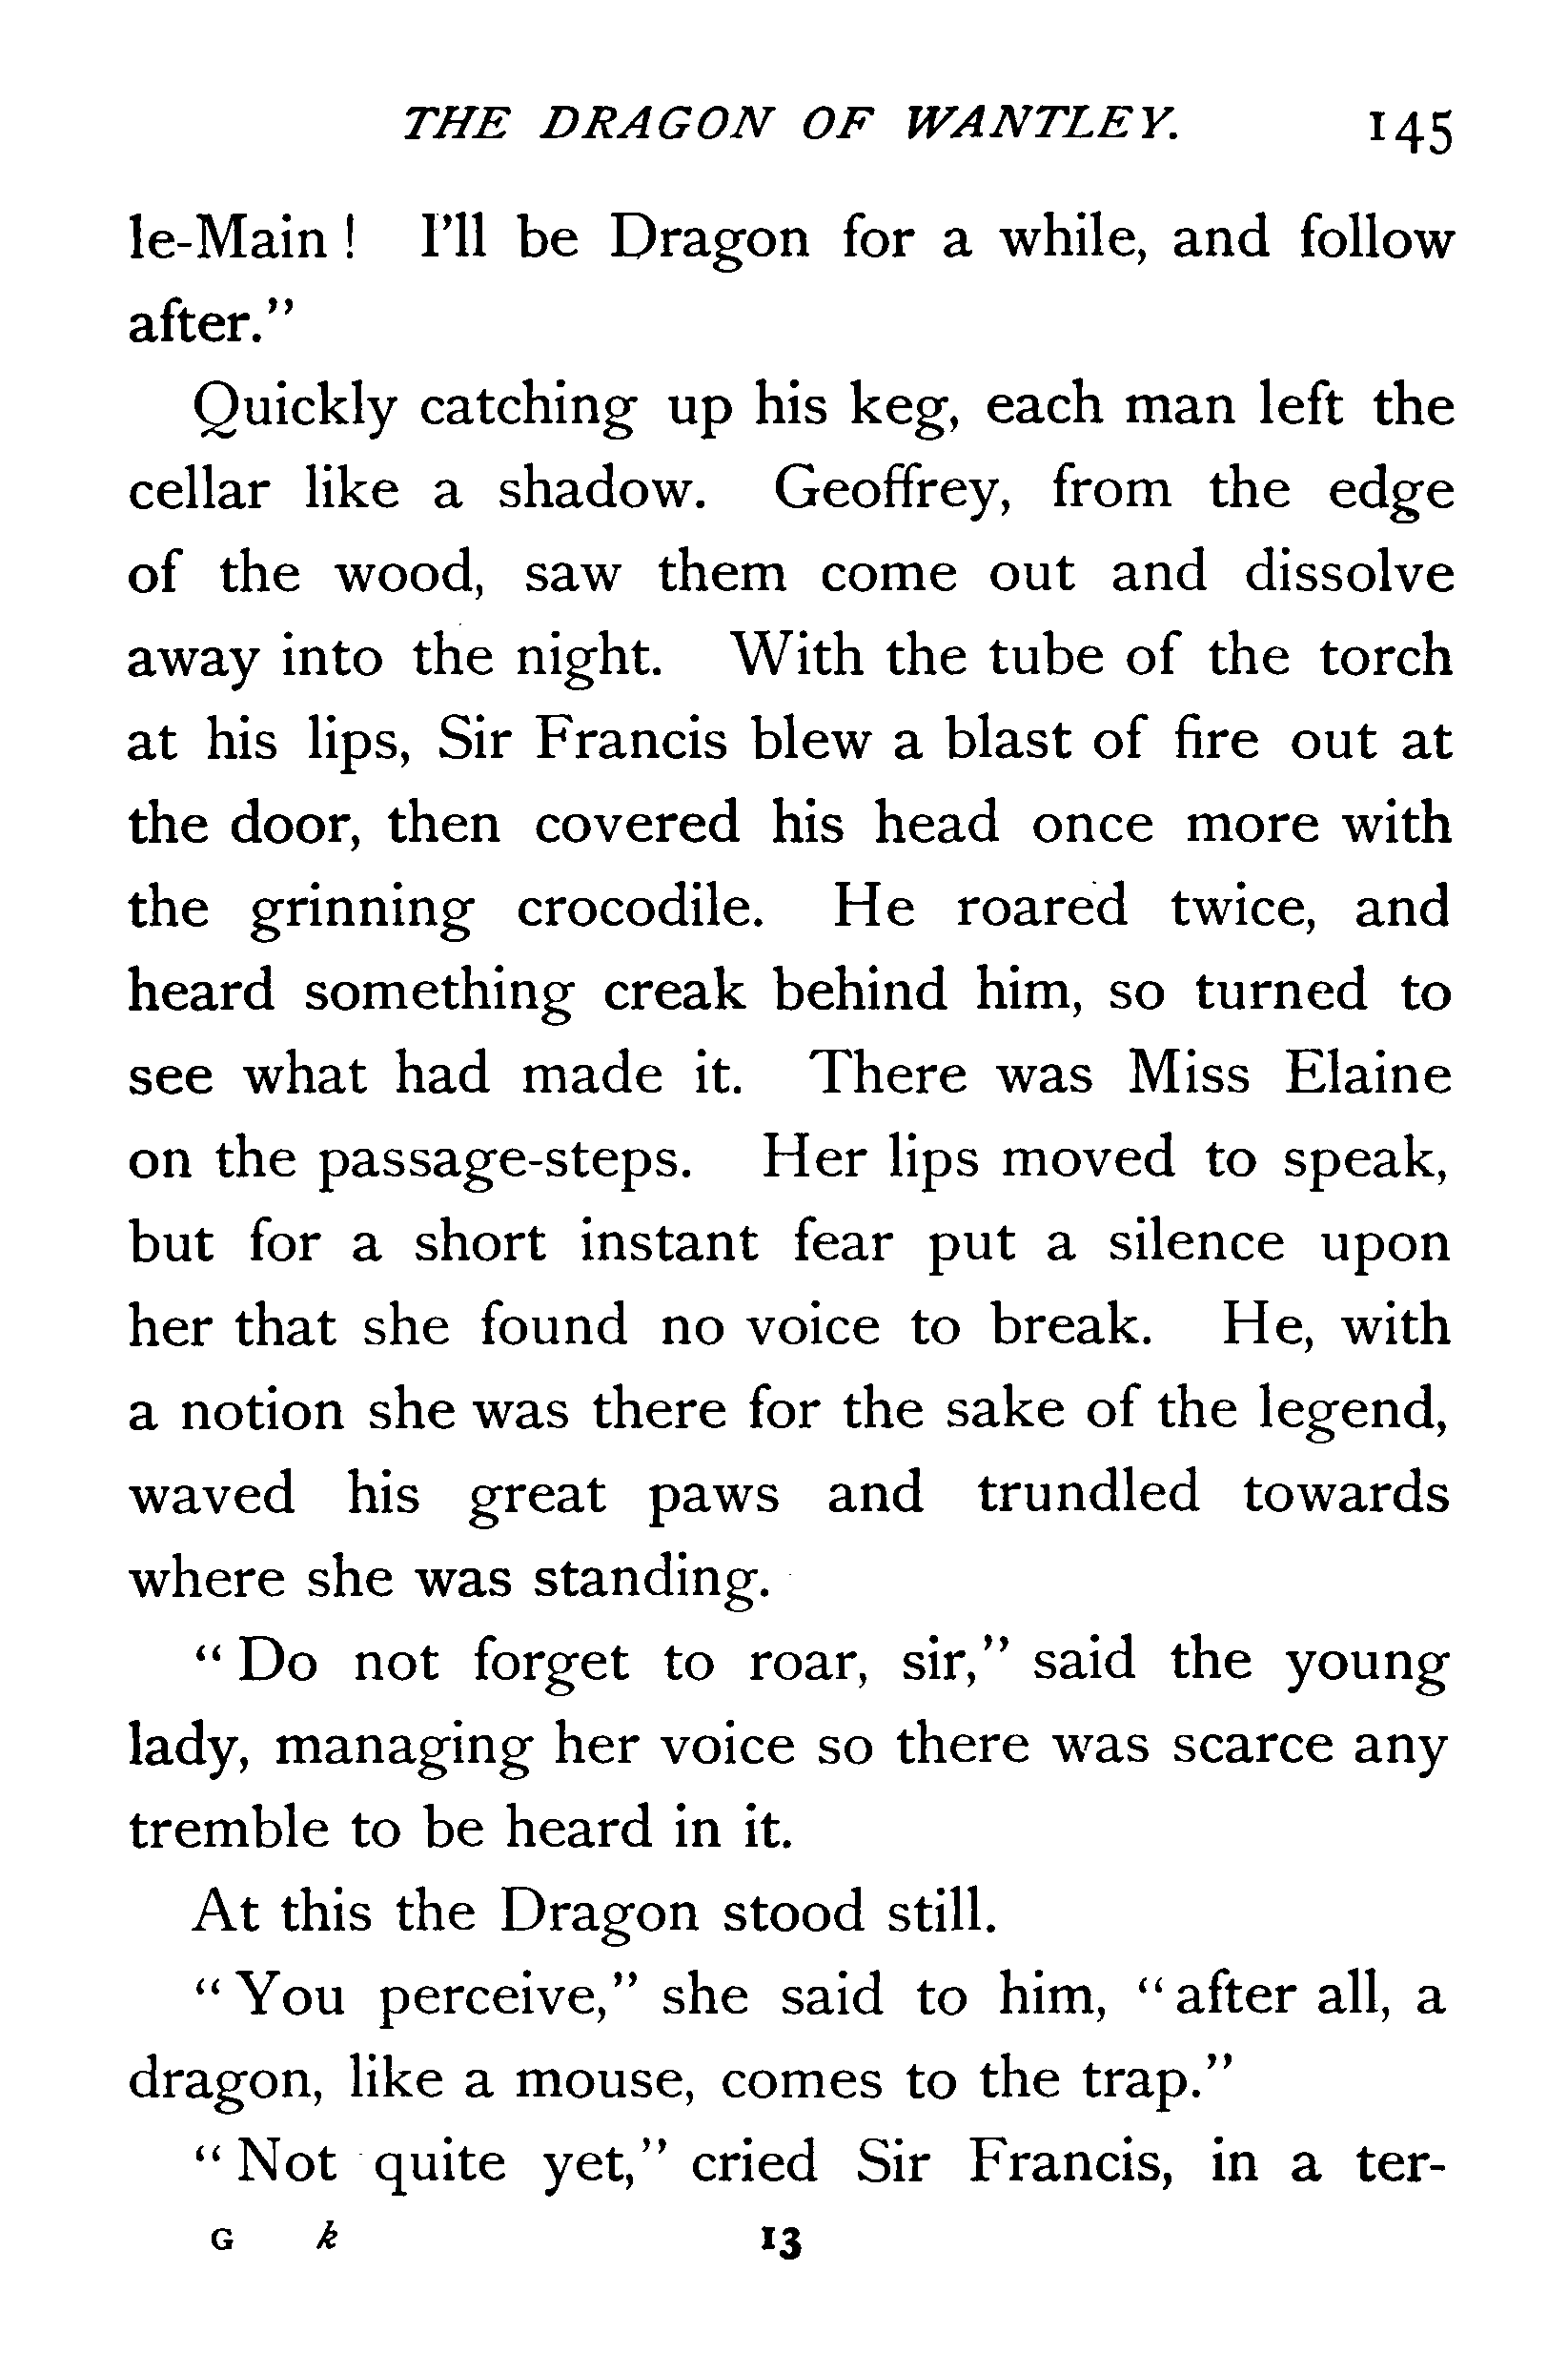 THE DRAGON OF WANTLEY. 145
le-Main ! I'll be Dragon for a while, and follow
after.”
Quickly catching up his keg, each man left the
cellar like a shadow. Geoffrey, from the edge
of the wood, saw them come out and dissolve
away into the night. With the tube of the torch
at his lips, Sir Francis blew a blast of fire out at
the door, then covered his head once more with
the grinning crocodile. He roared twice, and
heard something creak behind him, so turned to
see what had made it. There was Miss Elaine
on the passage-steps. Her lips moved to speak,
but for a short instant fear put a silence upon
her that she found no voice to break. He, with
a notion she was there for the sake of the legend,
waved his great paws and trundled towards
where she was standing.
“ Do not forget to roar, sir,” said the young
lady, managing her voice so there was scarce any
tremble to be heard in it.
At this the Dragon stood still.
“ You perceive,” she said to him, “ after all, a
dragon, like a mouse, comes to the trap.”
“ Not quite yet,” cried Sir Francis, in a ter-
G k 13